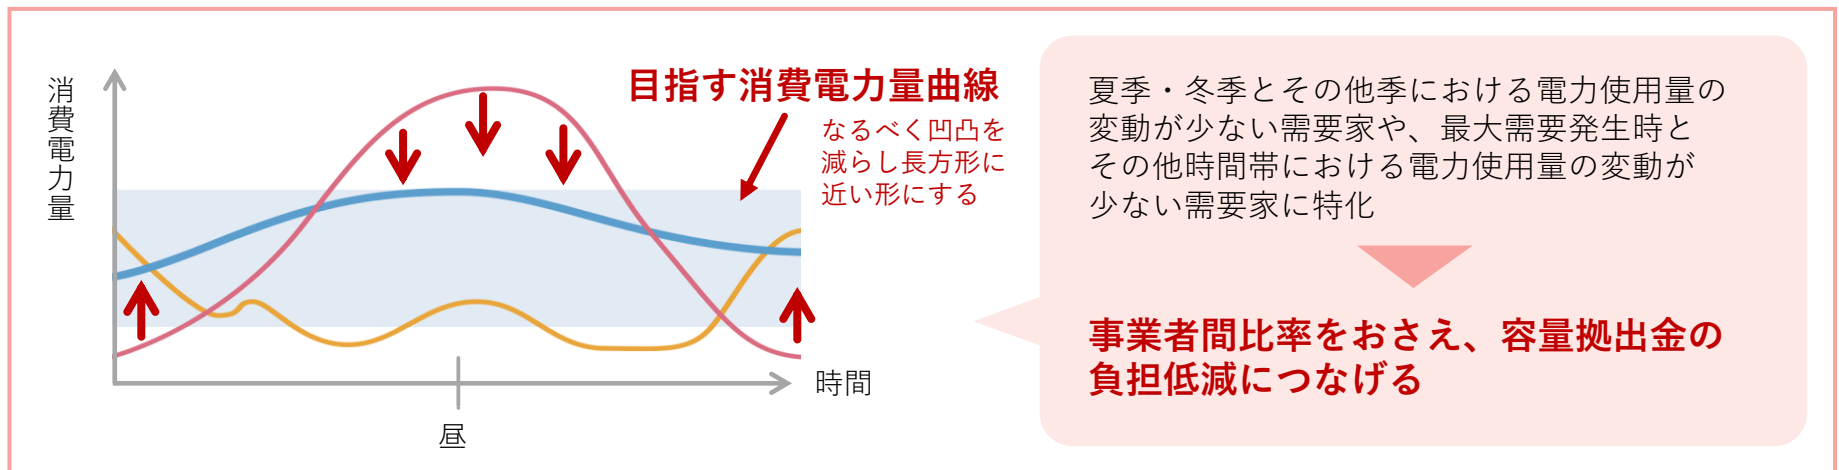 消費電力量
目指す消費電力量曲線
なるべく凹凸を
減らし長方形に
近い形にする
時間
昼
夏季・冬季とその他季における電力使用量の
変動が少ない需要家や、最大需要発生時と
その他時間帯における電力使用量の変動が
少ない需要家に特化
事業者間比率をおさえ、容量拠出金の
負担低減につなげる